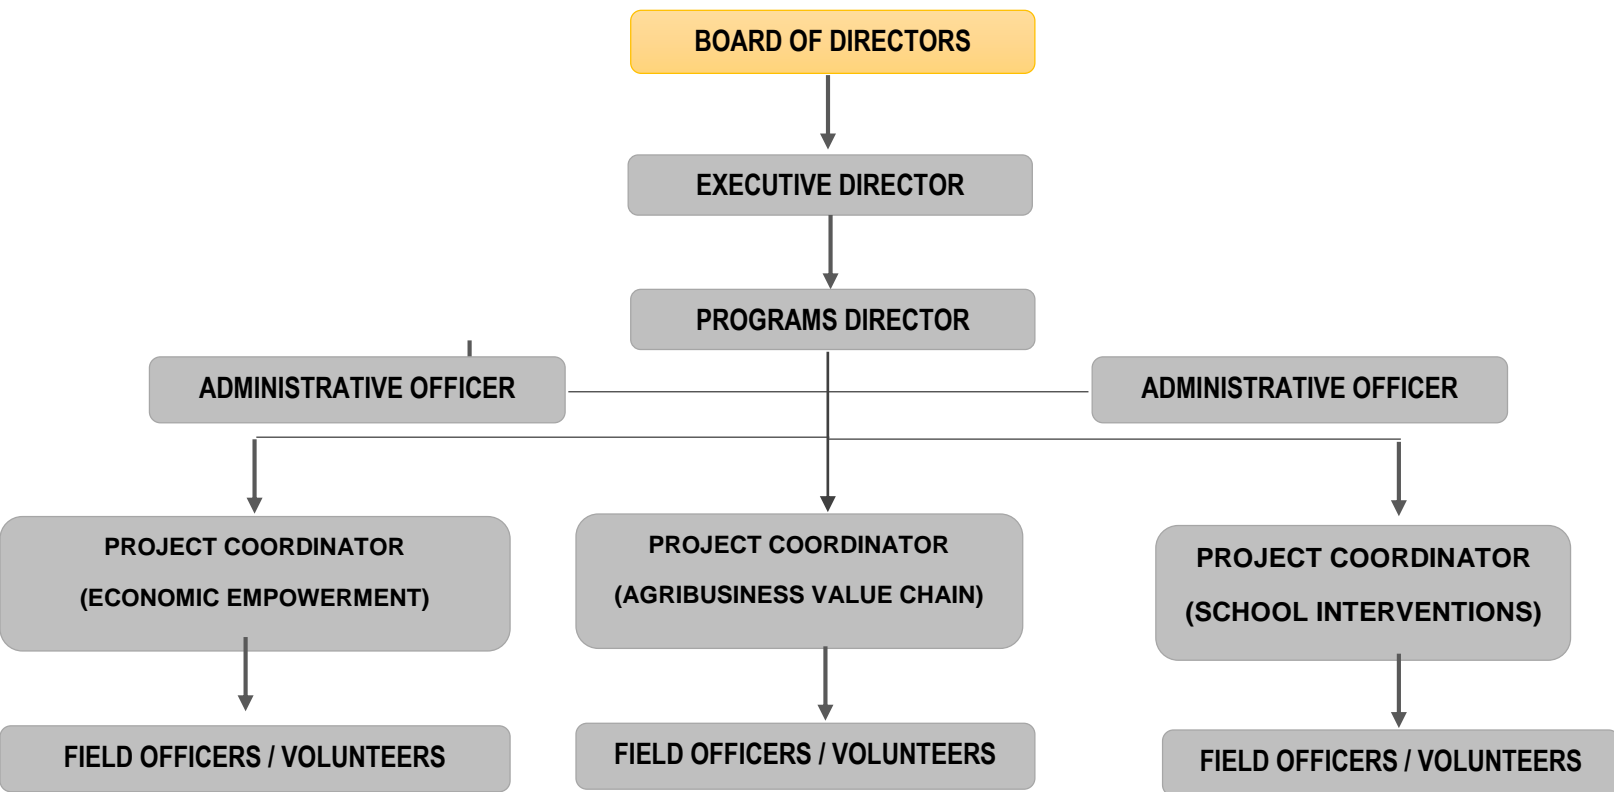 BOARD OF DIRECTORS
EXECUTIVE DIRECTOR
PROGRAMS DIRECTOR
ADMINISTRATIVE OFFICER
ADMINISTRATIVE OFFICER
PROJECT COORDINATOR
(ECONOMIC EMPOWERMENT)
PROJECT COORDINATOR
(AGRIBUSINESS VALUE CHAIN)
PROJECT COORDINATOR
(SCHOOL INTERVENTIONS)
FIELD OFFICERS / VOLUNTEERS
FIELD OFFICERS / VOLUNTEERS
FIELD OFFICERS / VOLUNTEERS